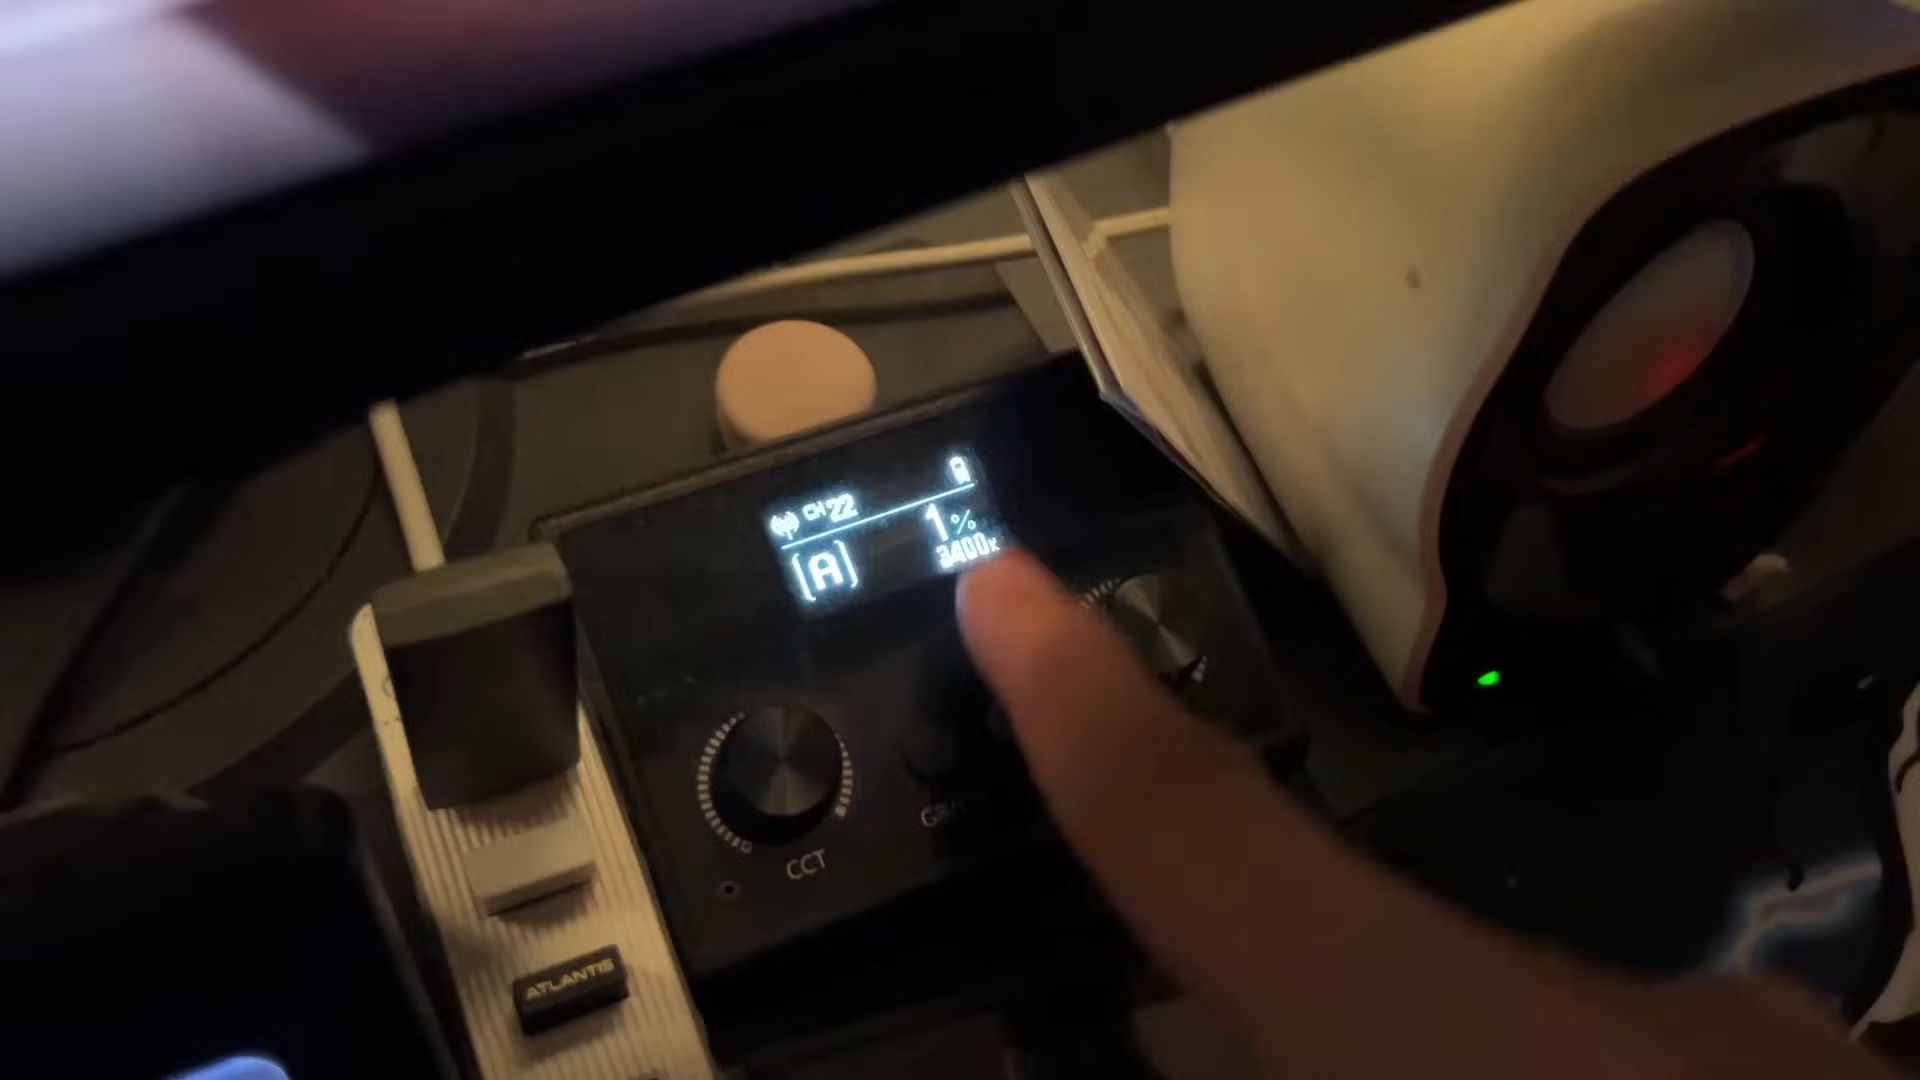 CH 22
1%
[A]
3400K
CCT
ATLANTIS